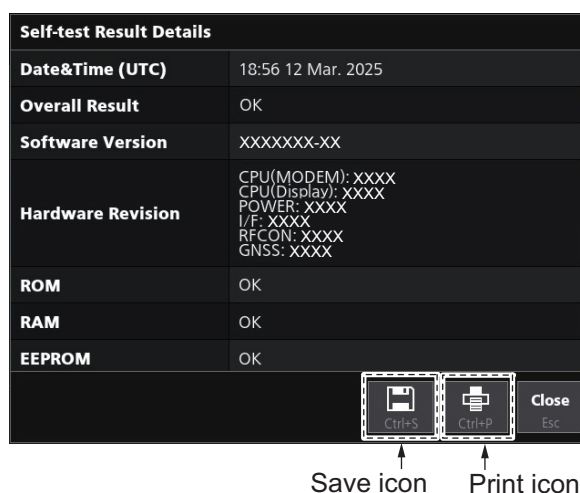 Self-test Result Details
Date&Time (UTC) 18:56 12 Mar. 2025
Overall Result OK
Software Version XXXXXXX-XX
Hardware Revision
CPU(MODEM): XXXX
CPU(Display): XXXX
POWER: XXXX
I/F: XXXX
RFCON: XXXX
GNSS: XXXX
ROM OK
RAM OK
EEPROM OK
Ctrl+S Ctrl+P Close
Esc
Save icon Print icon